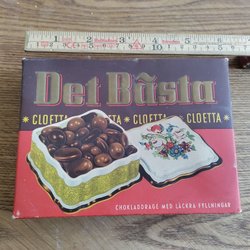 Det Bästa
* CLOETTA * CLOETTA * CLOETTA *
CHOKLADDRAGÉ MED LÄCKRA FYLLNINGAR